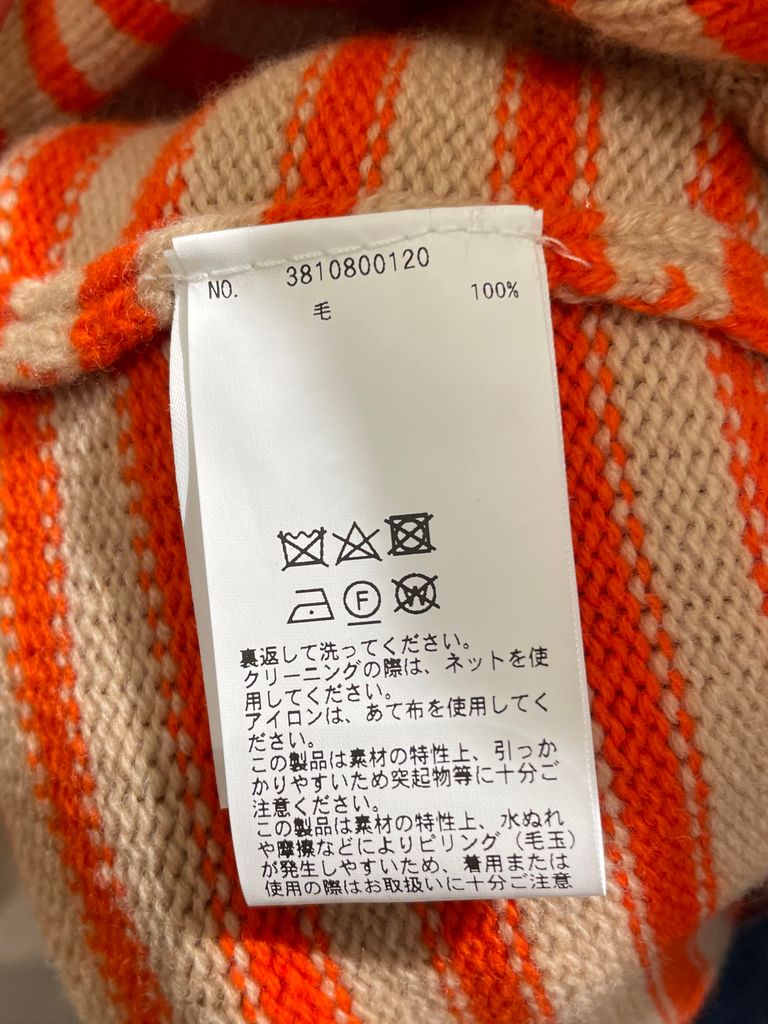 NO. 3810800120
毛 100%
F
W
裏返して洗ってください。
クリーニングの際は、ネットを使
用してください。
アイロンは、あて布を使用してく
ださい。
この製品は素材の特性上、引っか
かりやすいため突起物等に十分ご
注意ください。
この製品は素材の特性上、水ぬれ
や摩擦などによりピリング（毛玉）
が発生しやすいため、着用または
使用の際はお取扱いに十分ご注意